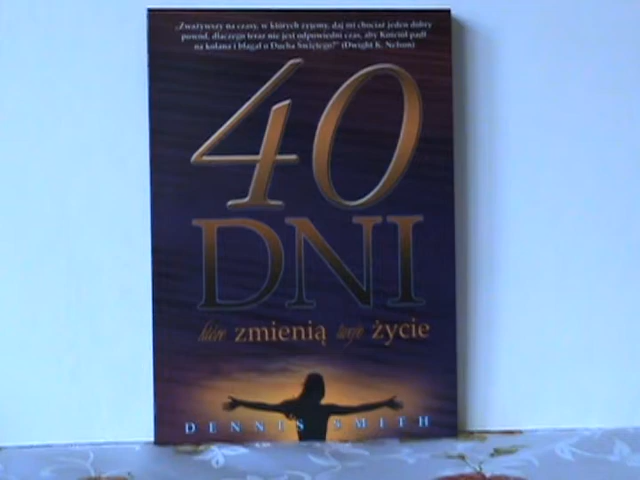 „Zważywszy na czasy, w których żyjemy, daj mi chociaż jeden dobry
powód, dlaczego teraz nie jest odpowiedni czas, aby Kościół padł
na kolana i błagał o Ducha Świętego?" (Dwight K. Nelson)
40
DNI
które zmienią twoje życie
DENNIS SMITH